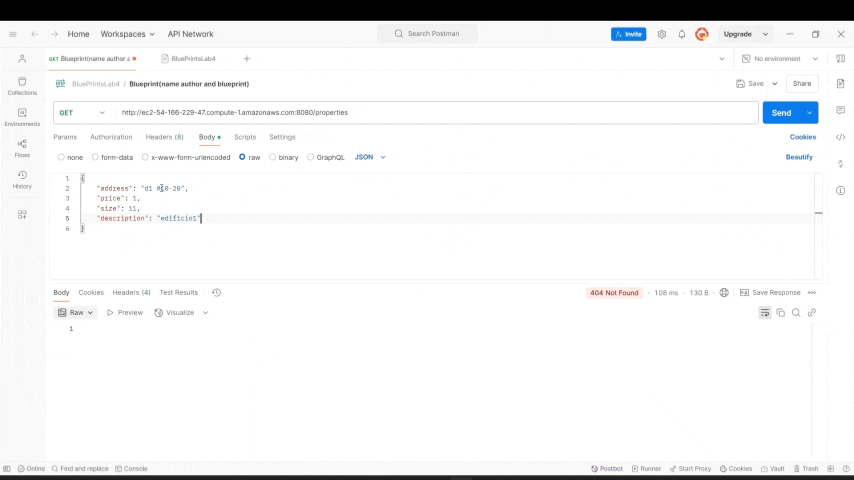 Home Workspaces API Network Search Postman Invite Upgrade
GET Blueprint(name author a BluePrintsLab4 No environment
BluePrintsLab4 / Blueprint(name author and blueprint) Save Share
GET http://ec2-54-166-229-47.compute-1.amazonaws.com:8080/properties Send
Params Authorization Headers (8) Body Scripts Settings Cookies
none form-data x-www-form-urlencoded raw binary GraphQL JSON Beautify
Collections
Environments
Flows
History
1 {
2 "address": "d1 #10-20",
3 "price": 1,
4 "size": 11,
5 "description": "edificio1"
6 }
Body Cookies Headers (4) Test Results 404 Not Found 108 ms 130 B Save Response
Raw Preview Visualize
1
Online Find and replace Console Postbot Runner Start Proxy Cookies Vault Trash